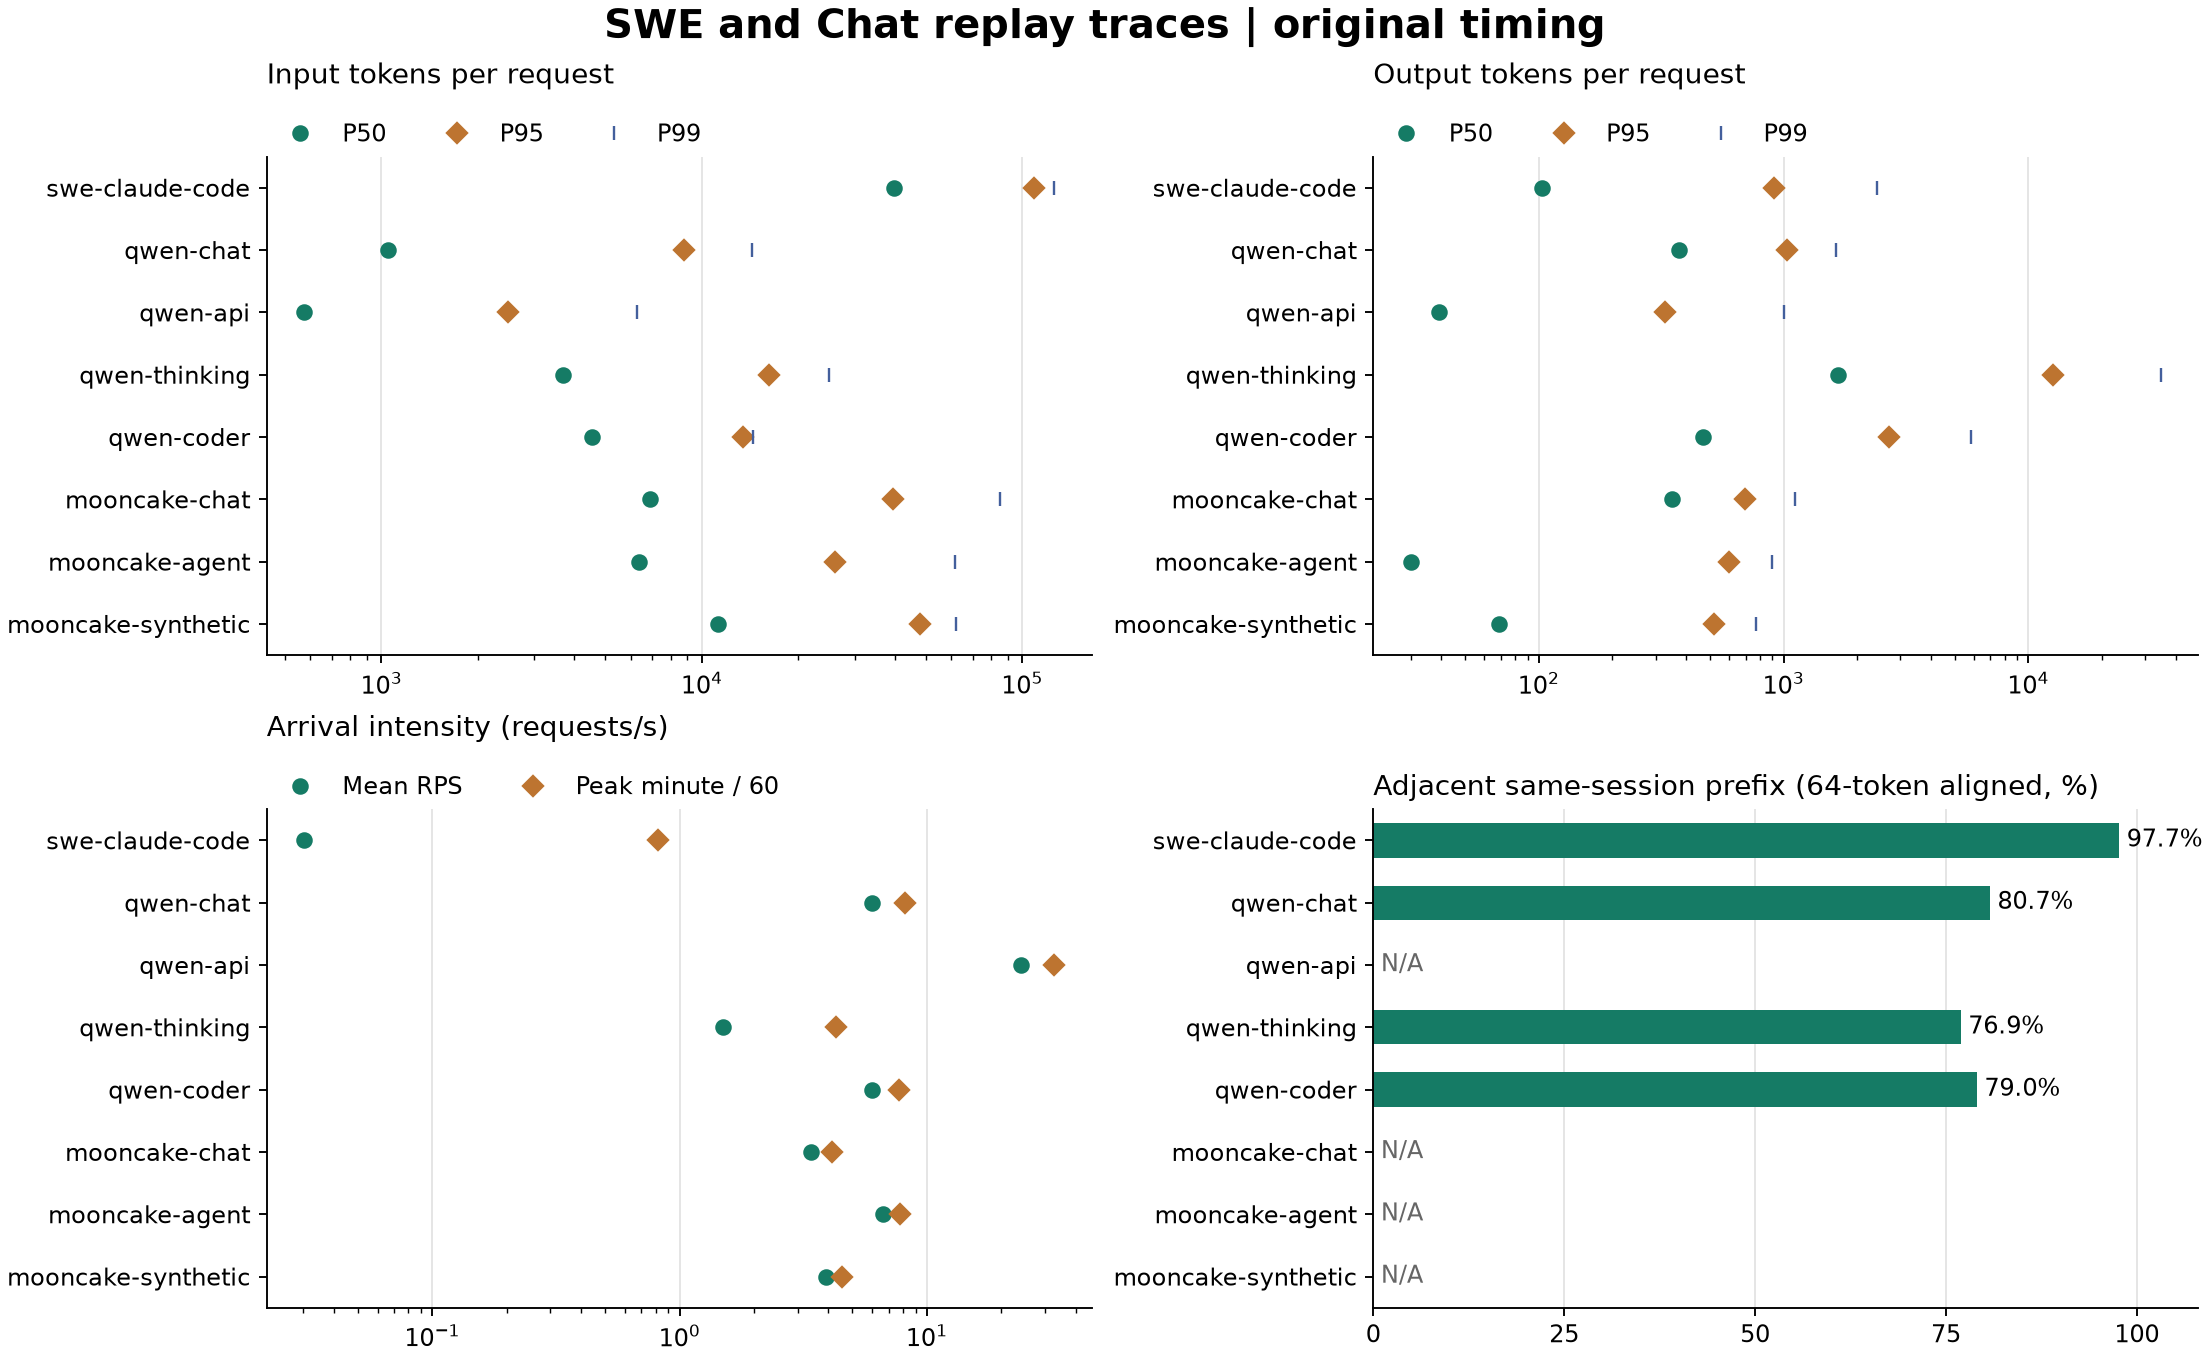 SWE and Chat replay traces | original timing
Input tokens per request
P50 P95 P99
swe-claude-code
qwen-chat
qwen-api
qwen-thinking
qwen-coder
mooncake-chat
mooncake-agent
mooncake-synthetic
10³ 10⁴ 10⁵
Output tokens per request
P50 P95 P99
swe-claude-code
qwen-chat
qwen-api
qwen-thinking
qwen-coder
mooncake-chat
mooncake-agent
mooncake-synthetic
10² 10³ 10⁴
Arrival intensity (requests/s)
Mean RPS Peak minute / 60
swe-claude-code
qwen-chat
qwen-api
qwen-thinking
qwen-coder
mooncake-chat
mooncake-agent
mooncake-synthetic
10⁻¹ 10⁰ 10¹
Adjacent same-session prefix (64-token aligned, %)
swe-claude-code 97.7%
qwen-chat 80.7%
qwen-api N/A
qwen-thinking 76.9%
qwen-coder 79.0%
mooncake-chat N/A
mooncake-agent N/A
mooncake-synthetic N/A
0 25 50 75 100